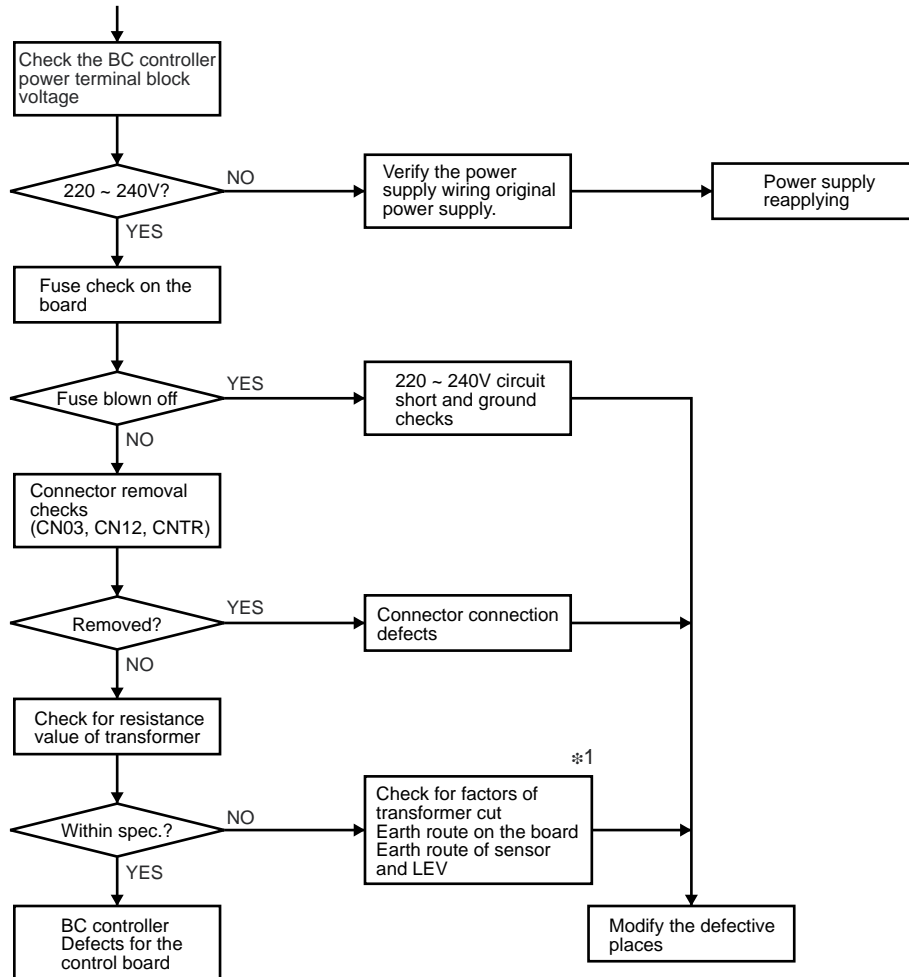 Check the BC controller
power terminal block
voltage
220 ~ 240V?
NO
Verify the power
supply wiring original
power supply.
Power supply
reapplying
YES
Fuse check on the
board
Fuse blown off
YES
220 ~ 240V circuit
short and ground
checks
NO
Connector removal
checks
(CN03, CN12, CNTR)
Removed?
YES
Connector connection
defects
NO
Check for resistance
value of transformer
✽1
Within spec.?
NO
Check for factors of
transformer cut
Earth route on the board
Earth route of sensor
and LEV
YES
BC controller
Defects for the
control board
Modify the defective
places